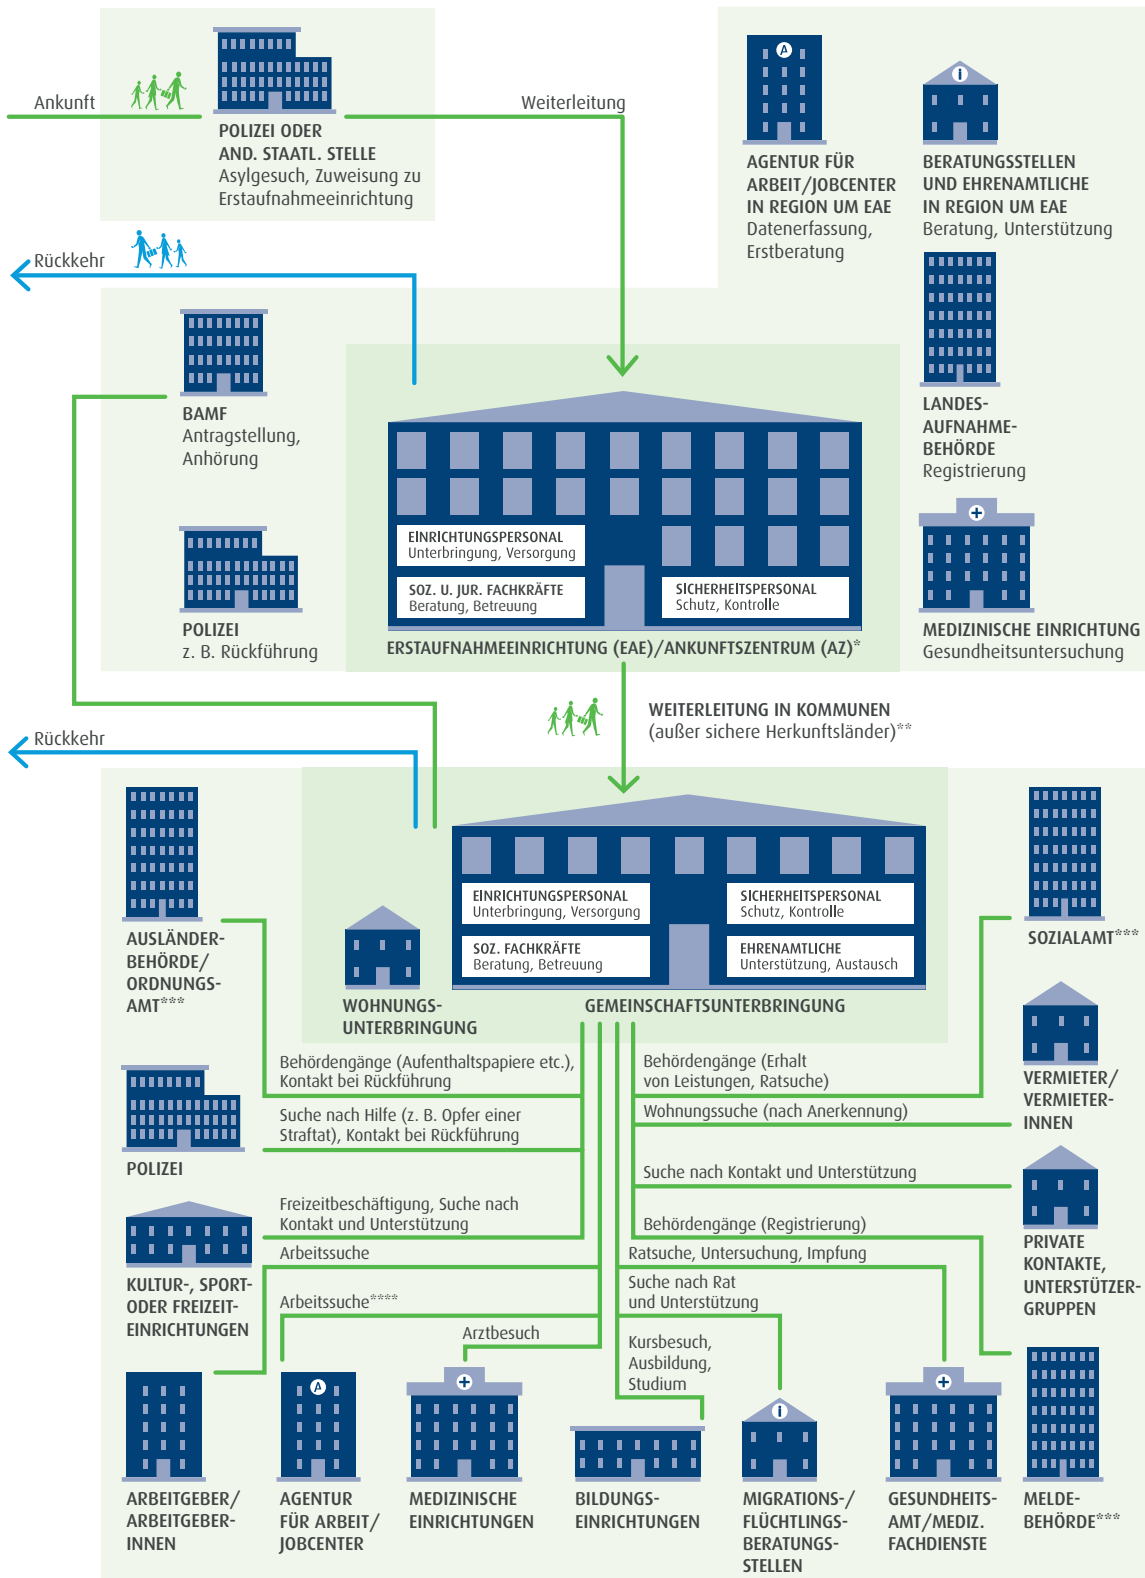 Ankunft
POLIZEI ODER
AND. STAATL. STELLE
Asylgesuch, Zuweisung zu
Erstaufnahmeeinrichtung
Weiterleitung
A
AGENTUR FÜR
ARBEIT/JOBCENTER
IN REGION UM EAE
Datenerfassung,
Erstberatung
i
BERATUNGSSTELLEN
UND EHRENAMTLICHE
IN REGION UM EAE
Beratung, Unterstützung
Rückkehr
BAMF
Antragstellung,
Anhörung
LANDES-
AUFNAHME-
BEHÖRDE
Registrierung
POLIZEI
z. B. Rückführung
EINRICHTUNGSPERSONAL
Unterbringung, Versorgung
SOZ. U. JUR. FACHKRÄFTE
Beratung, Betreuung
SICHERHEITSPERSONAL
Schutz, Kontrolle
ERSTAUFNAHMEEINRICHTUNG (EAE)/ANKUNFTSZENTRUM (AZ)*
MEDIZINISCHE EINRICHTUNG
Gesundheitsuntersuchung
WEITERLEITUNG IN KOMMUNEN
(außer sichere Herkunftsländer)**
Rückkehr
AUSLÄNDER-
BEHÖRDE/
ORDNUNGS-
AMT***
EINRICHTUNGSPERSONAL
Unterbringung, Versorgung
SICHERHEITSPERSONAL
Schutz, Kontrolle
SOZ. FACHKRÄFTE
Beratung, Betreuung
EHRENAMTLICHE
Unterstützung, Austausch
WOHNUNGS-
UNTERBRINGUNG
GEMEINSCHAFTSUNTERBRINGUNG
SOZIALAMT***
Behördengänge (Aufenthaltspapiere etc.),
Kontakt bei Rückführung
Suche nach Hilfe (z. B. Opfer einer
Straftat), Kontakt bei Rückführung
POLIZEI
Freizeitbeschäftigung, Suche nach
Kontakt und Unterstützung
KULTUR-, SPORT-
ODER FREIZEIT-
EINRICHTUNGEN
Arbeitssuche
Arbeitssuche****
Arztbesuch
Behördengänge (Erhalt
von Leistungen, Ratsuche)
Wohnungssuche (nach Anerkennung)
VERMIETER/
VERMIETER-
INNEN
Suche nach Kontakt und Unterstützung
Behördengänge (Registrierung)
PRIVATE
KONTAKTE,
UNTERSTÜTZER-
GRUPPEN
Ratsuche, Untersuchung, Impfung
Suche nach Rat
und Unterstützung
Kursbesuch,
Ausbildung,
Studium
ARBEITGEBER/
ARBEITGEBER-
INNEN
A
AGENTUR
FÜR ARBEIT/
JOBCENTER
MEDIZINISCHE
EINRICHTUNGEN
BILDUNGS-
EINRICHTUNGEN
i
MIGRATIONS-/
FLÜCHTLINGS-
BERATUNGS-
STELLEN
GESUNDHEITS-
AMT/MEDIZ.
FACHDIENSTE
MELDE-
BEHÖRDE***